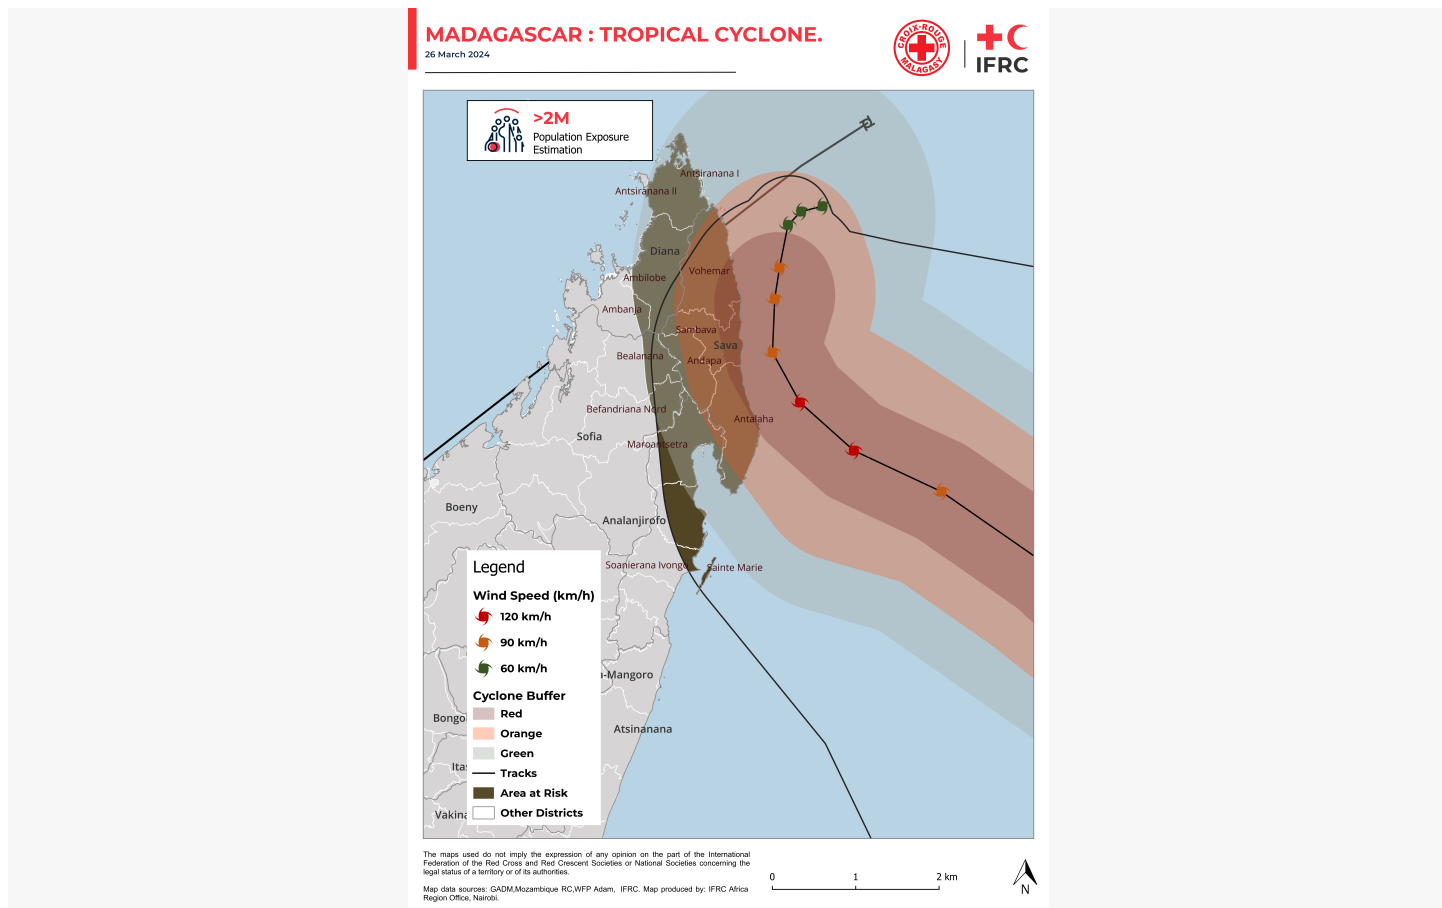 MADAGASCAR : TROPICAL CYCLONE.
26 March 2024
CROIX-ROUGE
MALAGASY
IFRC
>2M
Population Exposure
Estimation
Antsiranana I
Antsiranana II
Diana
Vohemar
Ambilobe
Ambanja
Sambava
Sava
Bealanana
Andapa
Befandriana Nord
Antalaha
Sofia
Maroantsetra
Boeny
Analanjirofo
Soanierana Ivongo
Sainte Marie
-Mangoro
Bongo
Atsinanana
Itas
Vakina
Legend
Wind Speed (km/h)
120 km/h
90 km/h
60 km/h
Cyclone Buffer
Red
Orange
Green
Tracks
Area at Risk
Other Districts
The maps used do not imply the expression of any opinion on the part of the International
Federation of the Red Cross and Red Crescent Societies or National Societies concerning the
legal status of a territory or of its authorities.
Map data sources: GADM,Mozambique RC,WFP Adam, IFRC. Map produced by: IFRC Africa
Region Office, Nairobi.
0 1 2 km
N